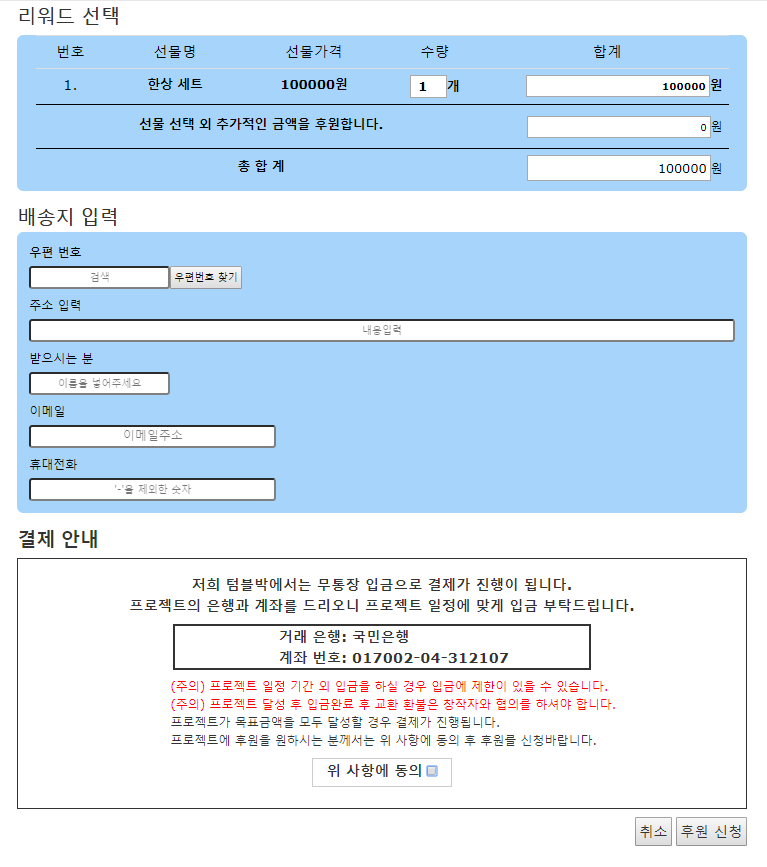 리워드 선택
번호 선물명 선물가격 수량 합계
1. 한상 세트 100000원 1 개 100000 원
선물 선택 외 추가적인 금액을 후원합니다. 0 원
총 합 계 100000 원
배송지 입력
우편 번호
검색 우편번호 찾기
주소 입력
내용입력
받으시는 분
이름을 넣어주세요
이메일
이메일주소
휴대전화
'-'을 제외한 숫자
결제 안내
저희 텀블박에서는 무통장 입금으로 결제가 진행이 됩니다.
프로젝트의 은행과 계좌를 드리오니 프로젝트 일정에 맞게 입금 부탁드립니다.
거래 은행: 국민은행
계좌 번호: 017002-04-312107
(주의) 프로젝트 일정 기간 외 입금을 하실 경우 입금에 제한이 있을 수 있습니다.
(주의) 프로젝트 달성 후 입금완료 후 교환 환불은 창작자와 협의를 하셔야 합니다.
프로젝트가 목표금액을 모두 달성할 경우 결제가 진행됩니다.
프로젝트에 후원을 원하시는 분께서는 위 사항에 동의 후 후원를 신청바랍니다.
위 사항에 동의
취소 후원 신청